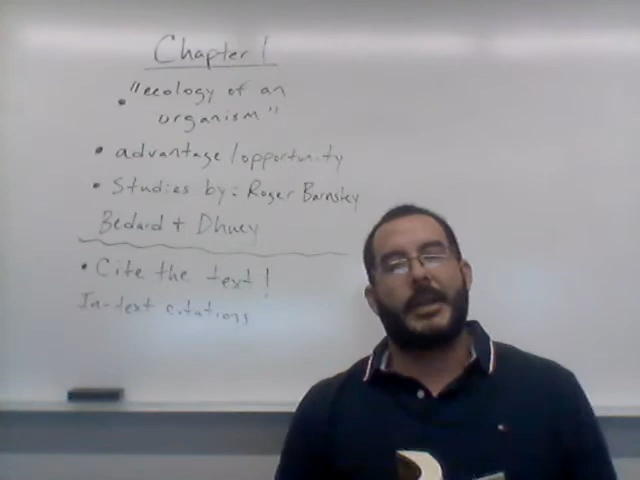 Chapter 1
• "ecology of an
organism"
• advantage/opportunity
• Studies by: Roger Barnsley
Bedard + Dhuey
• Cite the text!
In-text citations